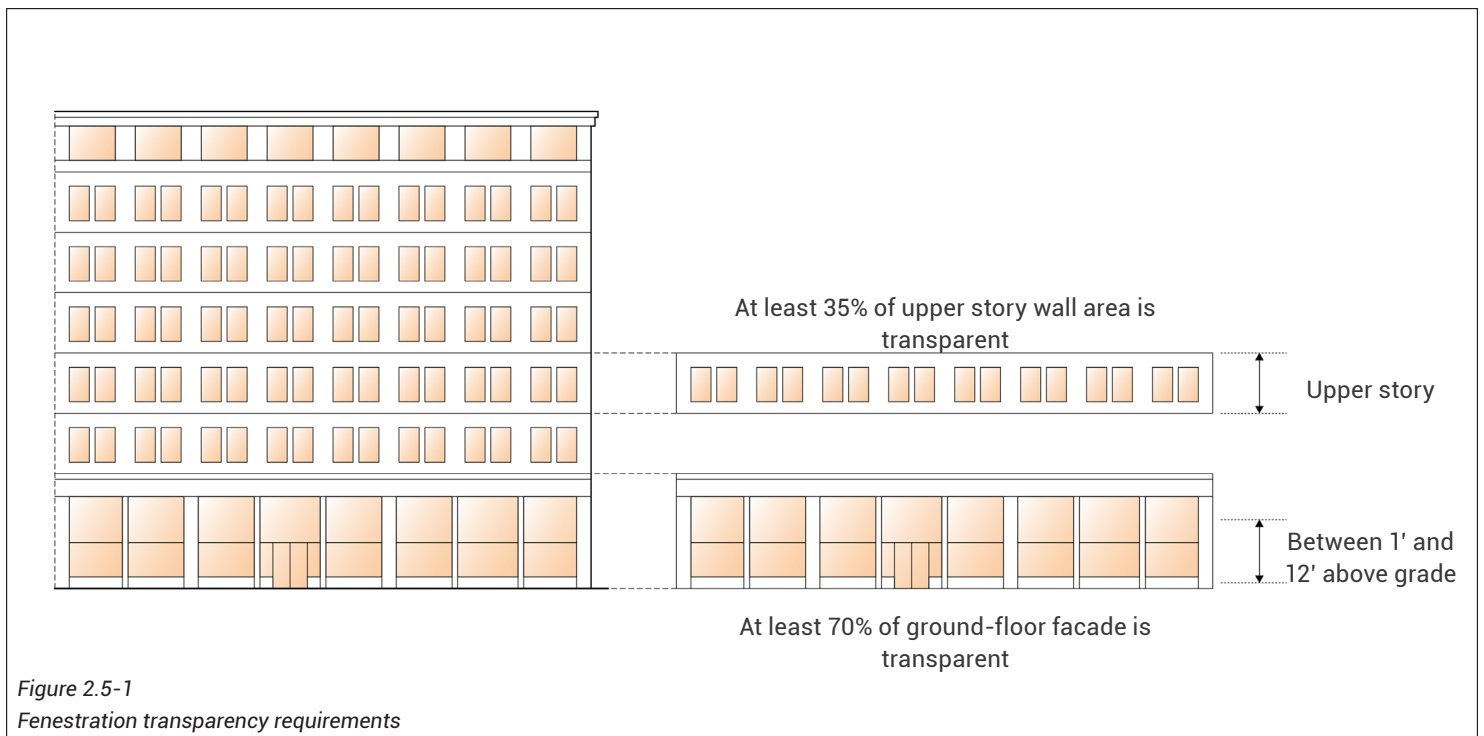 At least 35% of upper story wall area is
transparent
Upper story
Between 1' and
12' above grade
At least 70% of ground-floor facade is
transparent
Figure 2.5-1
Fenestration transparency requirements